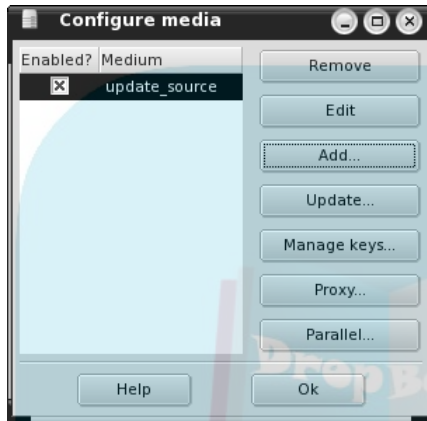 Configure media
Enabled? Medium
update_source
Remove
Edit
Add...
Update...
Manage keys...
Proxy...
Parallel...
Help
Ok